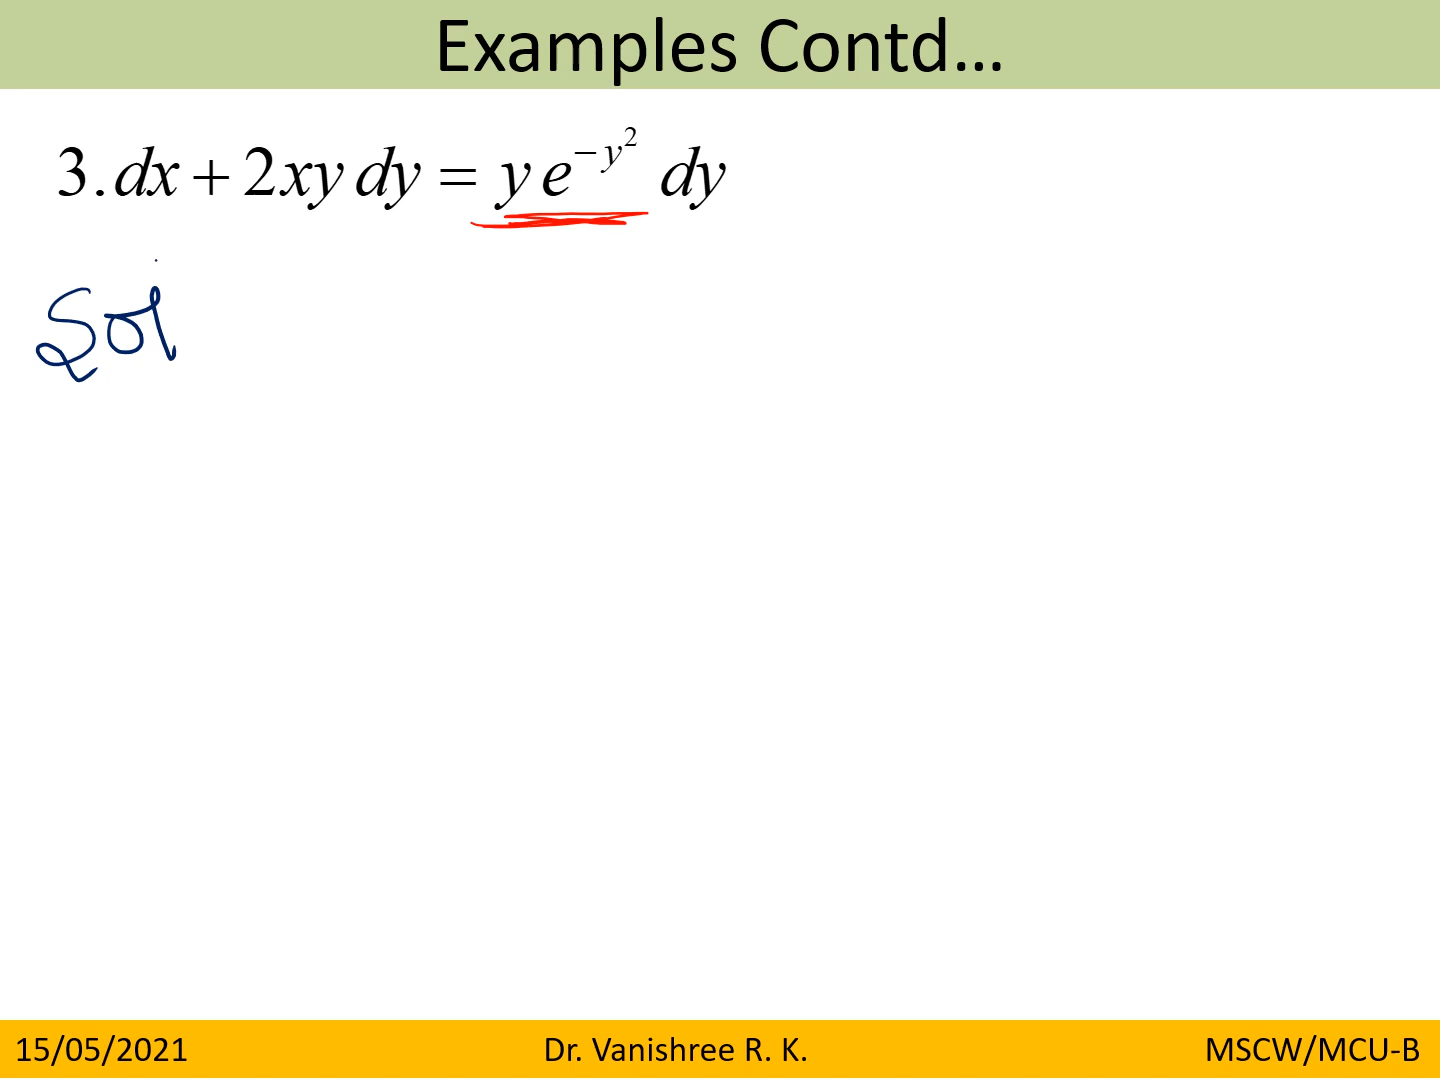 Examples Contd...
3. dx + 2xy dy = y e^{-y^2} dy
Sol
15/05/2021 Dr. Vanishree R. K. MSCW/MCU-B